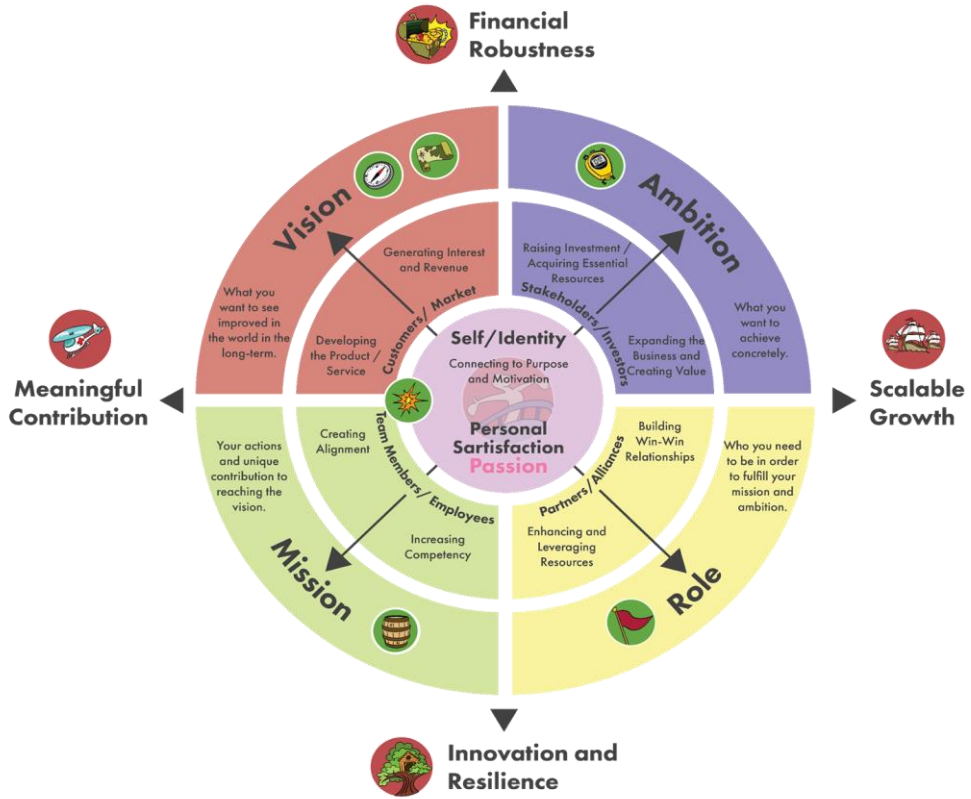 Financial
Robustness
Vision
Ambition
Generating Interest
and Revenue
Raising Investment /
Acquiring Essential
Resources
What you
want to see
improved in
the world in the
long-term.
Developing
the Product /
Service
Customers/ Market
Stakeholders/Investors
Expanding the
Business and
Creating Value
What you
want to
achieve
concretely.
Self/Identity
Connecting to Purpose
and Motivation
Personal
Sartisfaction
Passion
Meaningful
Contribution
Scalable
Growth
Your actions
and unique
contribution to
reaching the
vision.
Creating
Alignment
Team Members/ Employees
Increasing
Competency
Partners/Alliances
Building
Win-Win
Relationships
Enhancing and
Leveraging
Resources
Who you need
to be in order
to fulfill your
mission and
ambition.
Mission
Role
Innovation and
Resilience